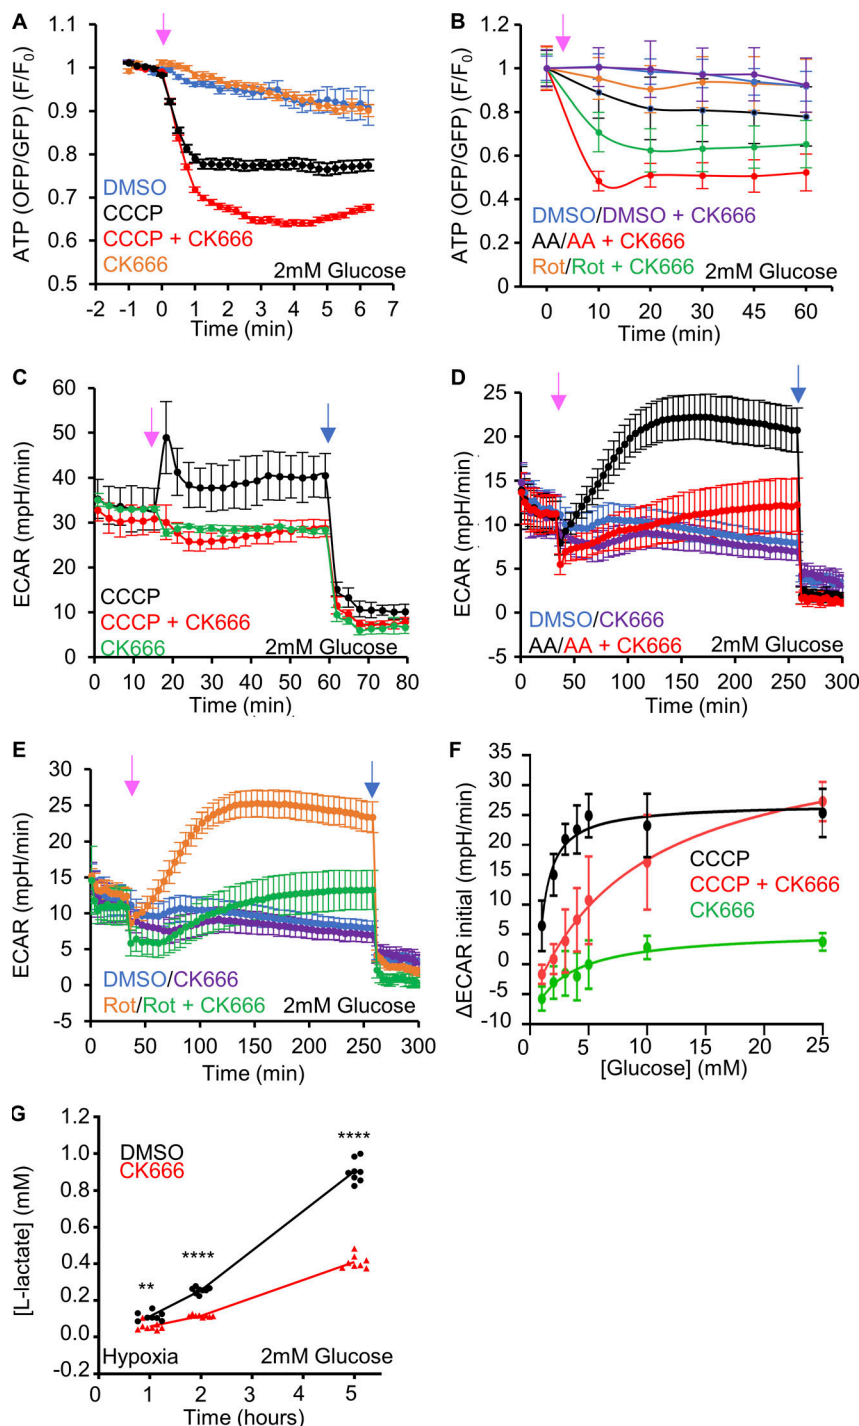 A
ATP (OFP/GFP) (F/F0)
1.1
1
0.9
0.8
0.7
0.6
0.5
DMSO
CCCP
CCCP + CK666
CK666
2mM Glucose
-2 -1 0 1 2 3 4 5 6 7
Time (min)
B
ATP (OFP/GFP) (F/F0)
1.2
1
0.8
0.6
0.4
0.2
0
DMSO/DMSO + CK666
AA/AA + CK666
Rot/Rot + CK666
2mM Glucose
0 10 20 30 45 60
Time (min)
C
ECAR (mpH/min)
60
50
40
30
20
10
0
CCCP
CCCP + CK666
CK666
2mM Glucose
0 10 20 30 40 50 60 70 80
Time (min)
D
ECAR (mpH/min)
25
20
15
10
5
0
-5
DMSO/CK666
AA/AA + CK666
2mM Glucose
0 50 100 150 200 250 300
Time (min)
E
ECAR (mpH/min)
30
25
20
15
10
5
0
-5
DMSO/CK666
Rot/Rot + CK666
2mM Glucose
0 50 100 150 200 250 300
Time (min)
F
ΔECAR initial (mpH/min)
35
30
25
20
15
10
5
0
-5
-10
CCCP
CCCP + CK666
CK666
0 5 10 15 20 25
[Glucose] (mM)
G
[L-lactate] (mM)
1.2
1.0
0.8
0.6
0.4
0.2
0.0
-0.2
DMSO
CK666
**
****
****
Hypoxia
2mM Glucose
0 1 2 3 4 5
Time (hours)